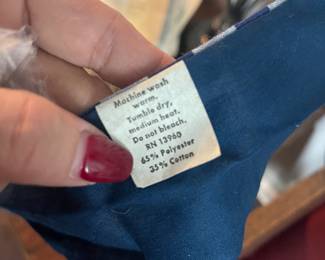 Machine wash
warm.
Tumble dry,
medium heat.
Do not bleach.
RN 13960
65% Polyester
35% Cotton